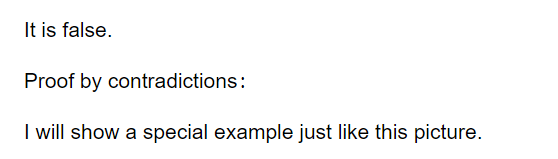 It is false.
Proof by contradictions:
I will show a special example just like this picture.